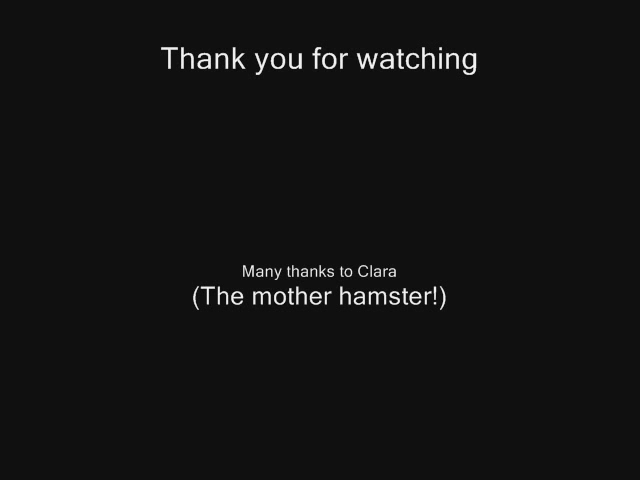 Thank you for watching
Many thanks to Clara
(The mother hamster!)